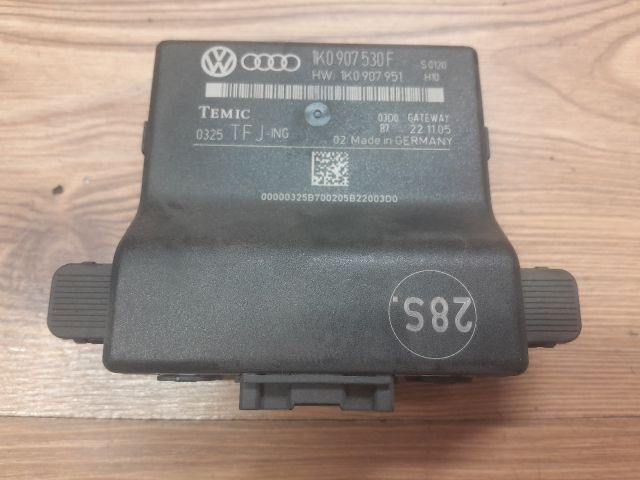 1K0 907 530 F
S 0120
HW: 1K0 907 951
H10
TEMIC
0300 GATEWAY
0325 TFJ-ING
87 22 11.05
02 Made in GERMANY
00000325B700205B22003D0
28S.